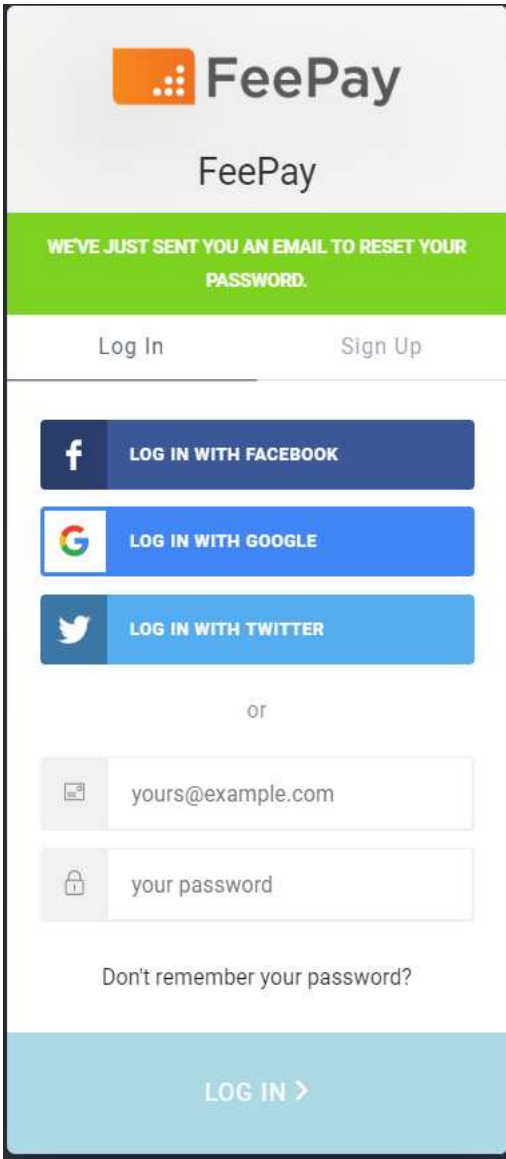 FeePay
FeePay
WE'VE JUST SENT YOU AN EMAIL TO RESET YOUR
PASSWORD.
Log In
Sign Up
f
LOG IN WITH FACEBOOK
G
LOG IN WITH GOOGLE
LOG IN WITH TWITTER
or
yours@example.com
your password
Don't remember your password?
LOG IN >